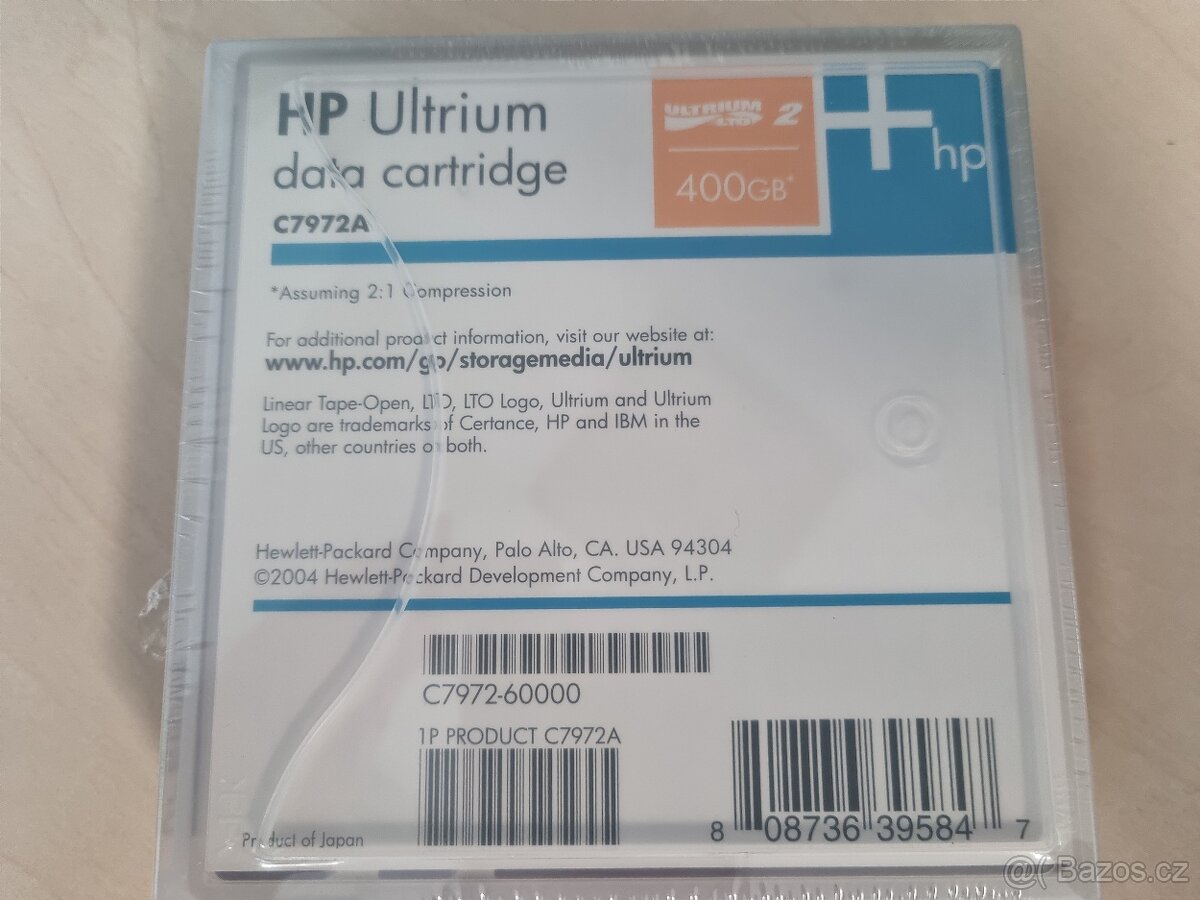 HP Ultrium
data cartridge
C7972A
ULTRIUM
LTO
2
400GB*
hp
*Assuming 2:1 Compression
For additional product information, visit our website at:
www.hp.com/go/storagemedia/ultrium
Linear Tape-Open, LTO, LTO Logo, Ultrium and Ultrium
Logo are trademarks of Certance, HP and IBM in the
US, other countries or both.
Hewlett-Packard Company, Palo Alto, CA. USA 94304
©2004 Hewlett-Packard Development Company, L.P.
C7972-60000
1P PRODUCT C7972A
8 08736 39584 7
Product of Japan
Bazos.cz